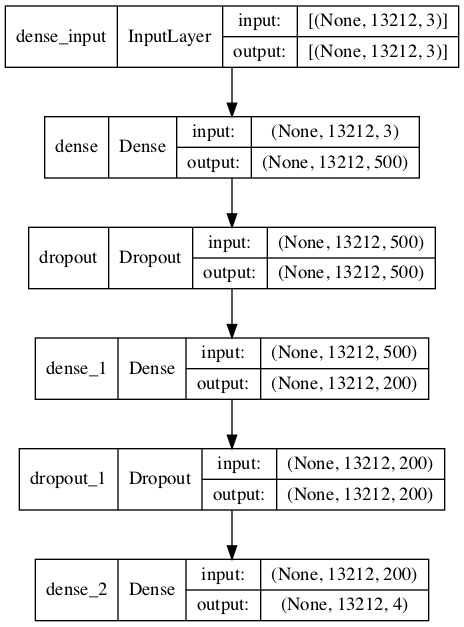 dense_input InputLayer input: [(None, 13212, 3)]
output: [(None, 13212, 3)]
dense Dense input: (None, 13212, 3)
output: (None, 13212, 500)
dropout Dropout input: (None, 13212, 500)
output: (None, 13212, 500)
dense_1 Dense input: (None, 13212, 500)
output: (None, 13212, 200)
dropout_1 Dropout input: (None, 13212, 200)
output: (None, 13212, 200)
dense_2 Dense input: (None, 13212, 200)
output: (None, 13212, 4)